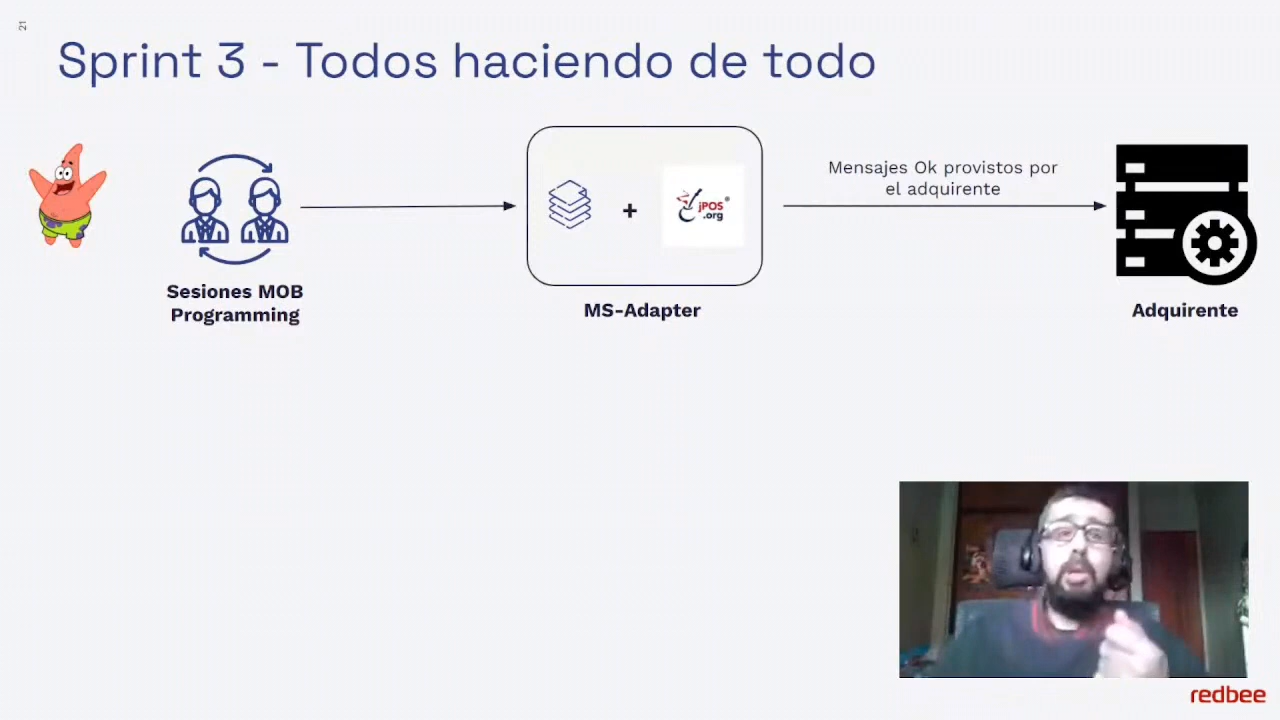 21
Sprint 3 - Todos haciendo de todo
Sesiones MOB
Programming
+
jPOS®
.org
MS-Adapter
Mensajes Ok provistos por
el adquirente
Adquirente
redbee